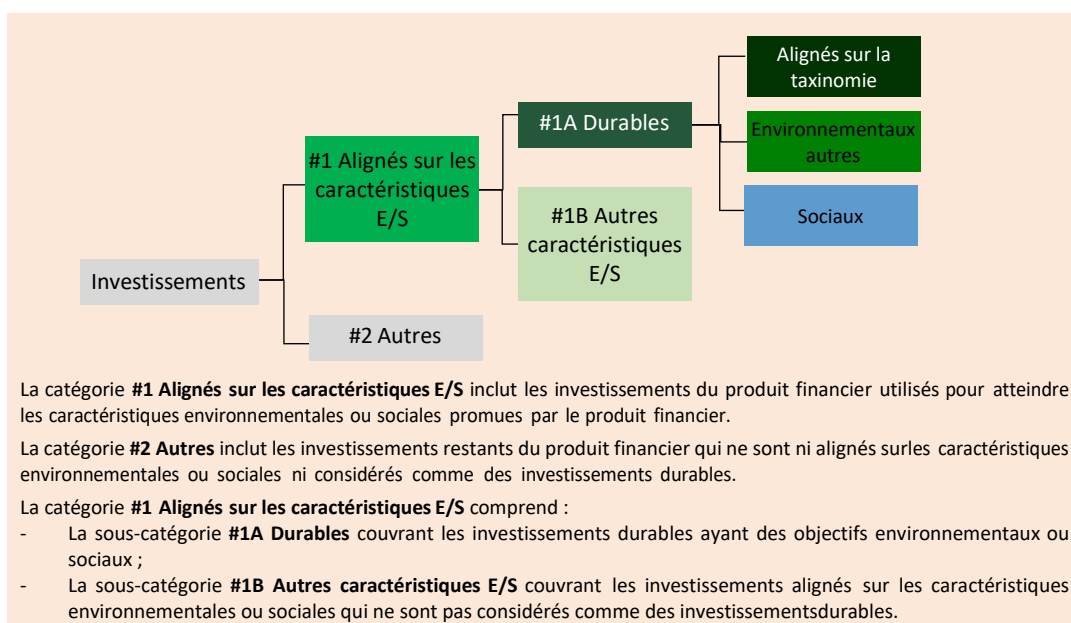 Alignés sur la
taxinomie
#1A Durables
Environnementaux
autres
#1 Alignés sur les
caractéristiques
E/S
#1B Autres
caractéristiques
E/S
Sociaux
Investissements
#2 Autres
La catégorie #1 Alignés sur les caractéristiques E/S inclut les investissements du produit financier utilisés pour atteindre
les caractéristiques environnementales ou sociales promues par le produit financier.
La catégorie #2 Autres inclut les investissements restants du produit financier qui ne sont ni alignés surles caractéristiques
environnementales ou sociales ni considérés comme des investissements durables.
La catégorie #1 Alignés sur les caractéristiques E/S comprend :
- La sous-catégorie #1A Durables couvrant les investissements durables ayant des objectifs environnementaux ou
sociaux ;
- La sous-catégorie #1B Autres caractéristiques E/S couvrant les investissements alignés sur les caractéristiques
environnementales ou sociales qui ne sont pas considérés comme des investissementsdurables.